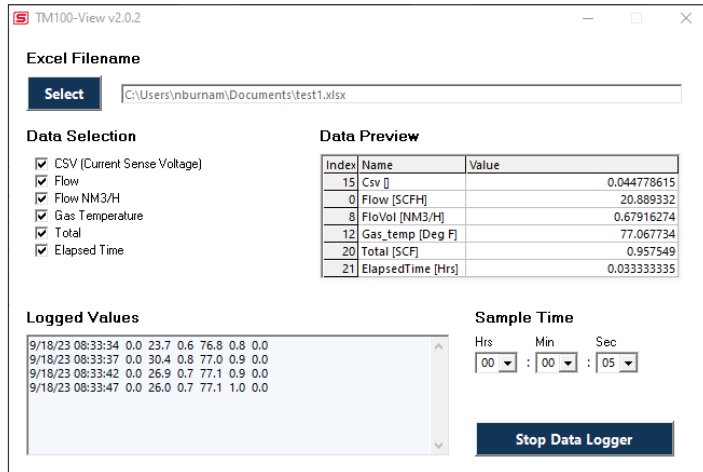 S TM100-View v2.0.2
Excel Filename
Select C:\Users\nburnam\Documents\test1.xlsx
Data Selection
CSV (Current Sense Voltage)
Flow
Flow NM3/H
Gas Temperature
Total
Elapsed Time
Data Preview
Index Name Value
15 Csv [] 0.044778615
0 Flow [SCFH] 20.889332
8 FloVol [NM3/H] 0.67916274
12 Gas_temp [Deg F] 77.067734
20 Total [SCF] 0.957549
21 ElapsedTime [Hrs] 0.033333335
Logged Values
9/18/23 08:33:34 0.0 23.7 0.6 76.8 0.8 0.0
9/18/23 08:33:37 0.0 30.4 0.8 77.0 0.9 0.0
9/18/23 08:33:42 0.0 26.9 0.7 77.1 0.9 0.0
9/18/23 08:33:47 0.0 26.0 0.7 77.1 1.0 0.0
Sample Time
Hrs Min Sec
00 : 00 : 05
Stop Data Logger